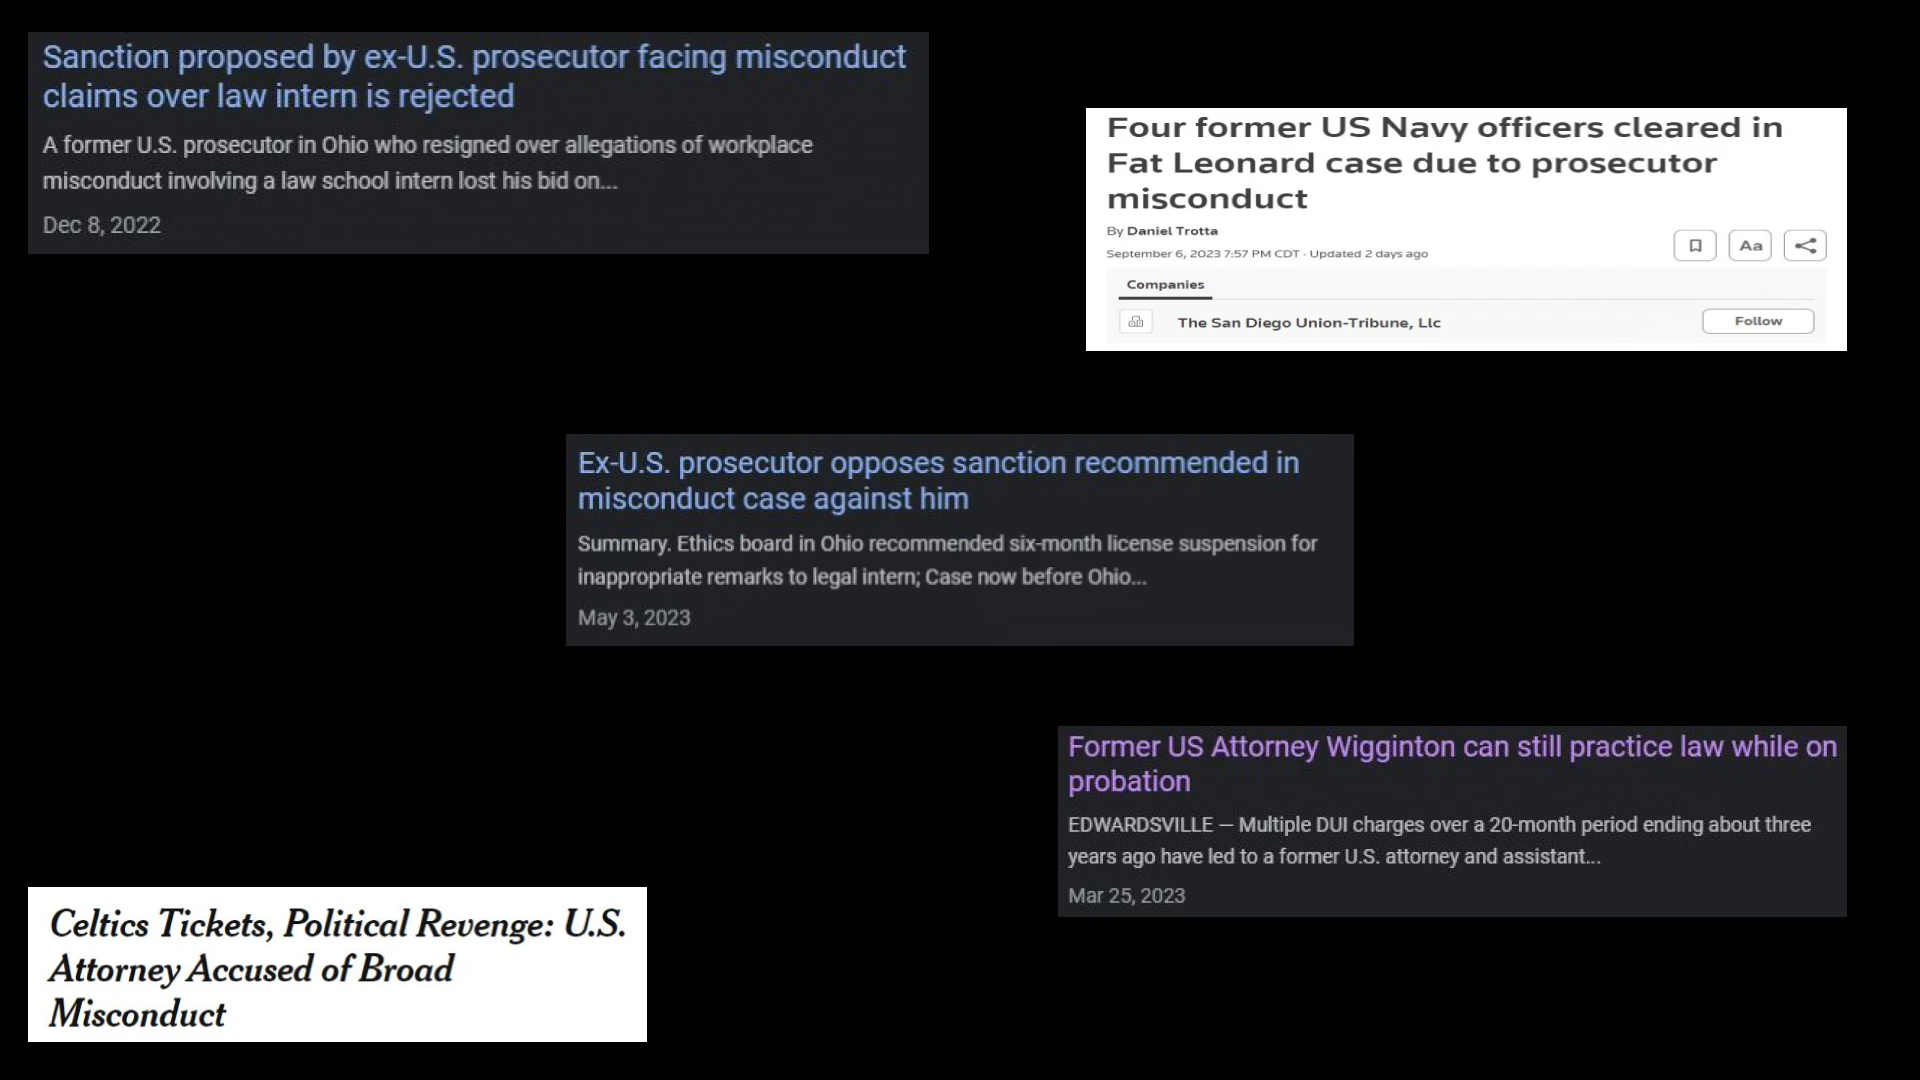 Sanction proposed by ex-U.S. prosecutor facing misconduct
claims over law intern is rejected
A former U.S. prosecutor in Ohio who resigned over allegations of workplace
misconduct involving a law school intern lost his bid on...
Dec 8, 2022
Four former US Navy officers cleared in
Fat Leonard case due to prosecutor
misconduct
By Daniel Trotta
September 6, 2023 7:57 PM CDT · Updated 2 days ago
Aa
Companies
The San Diego Union-Tribune, Llc
Follow
Ex-U.S. prosecutor opposes sanction recommended in
misconduct case against him
Summary. Ethics board in Ohio recommended six-month license suspension for
inappropriate remarks to legal intern; Case now before Ohio...
May 3, 2023
Former US Attorney Wigginton can still practice law while on
probation
EDWARDSVILLE — Multiple DUI charges over a 20-month period ending about three
years ago have led to a former U.S. attorney and assistant...
Mar 25, 2023
Celtics Tickets, Political Revenge: U.S.
Attorney Accused of Broad
Misconduct